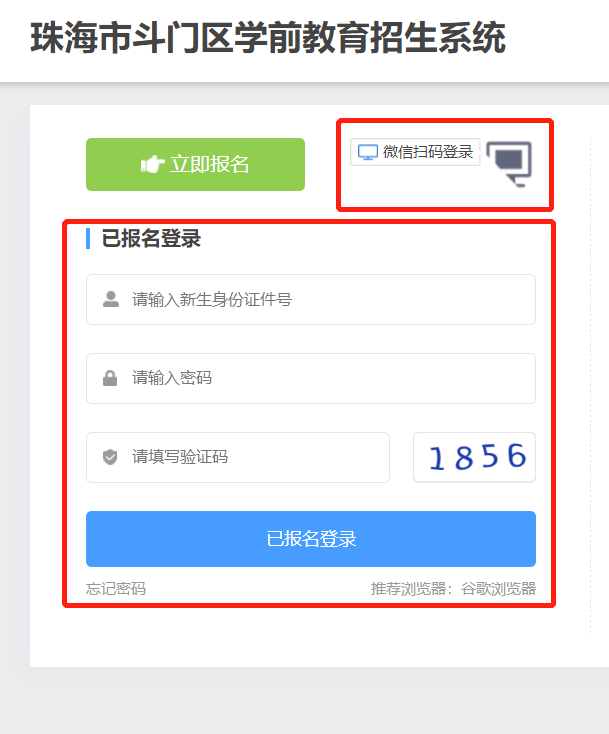 珠海市斗门区学前教育招生系统
立即报名
微信扫码登录
已报名登录
请输入新生身份证件号
请输入密码
请填写验证码
1856
已报名登录
忘记密码
推荐浏览器：谷歌浏览器